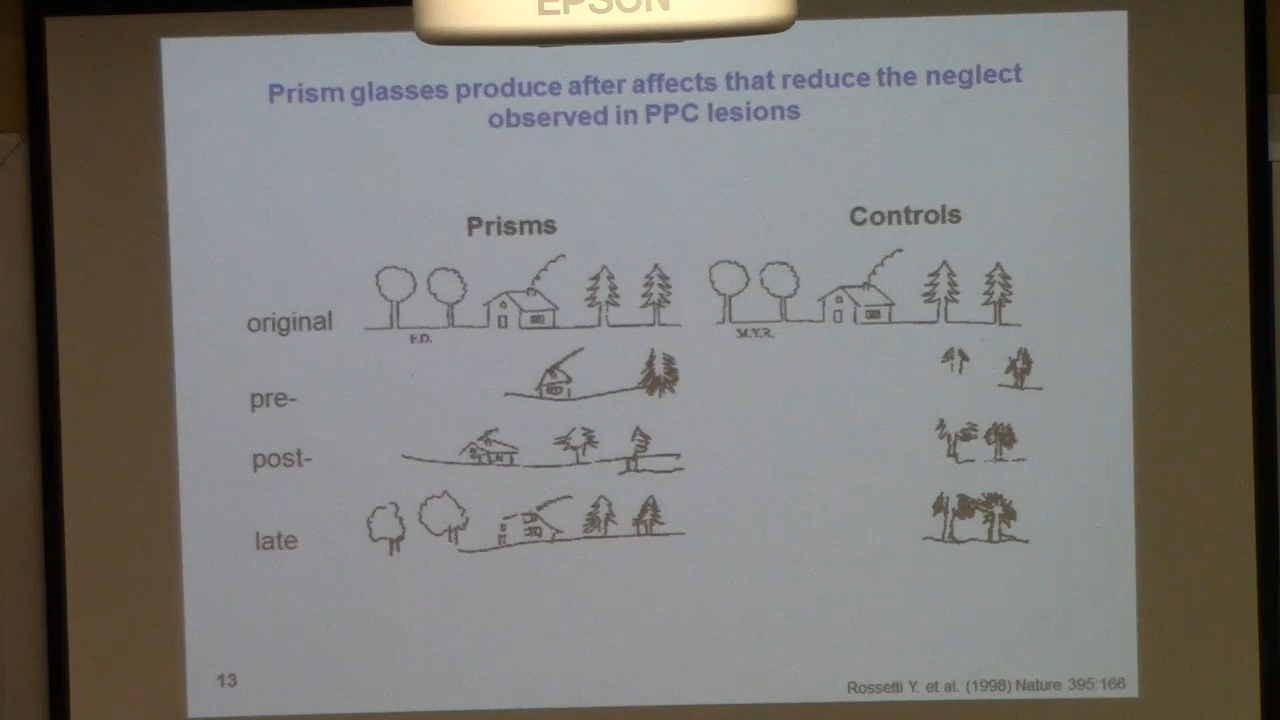 EPSON
Prism glasses produce after affects that reduce the neglect
observed in PPC lesions
Prisms
Controls
original
F.D.
M.Y.R.
pre-
post-
late
13
Rossetti Y. et al. (1998) Nature 395:166